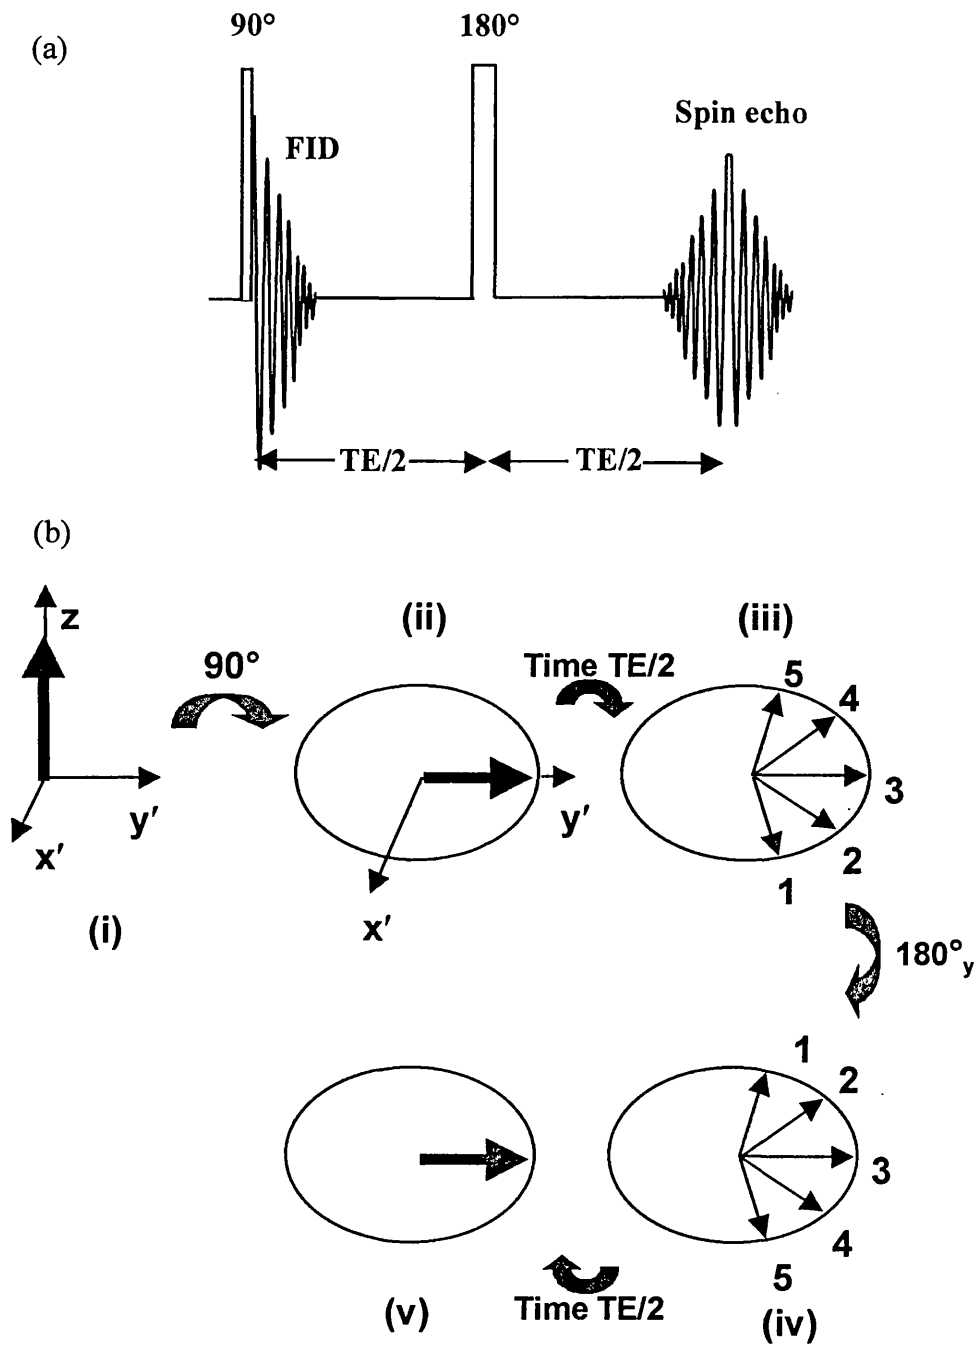 90° 180°
(a)
Spin echo
FID
TE/2 TE/2
(b)
z (ii) (iii)
90° Time TE/2 5 4
y′ y′ 3
x′ 2
1
(i) x′
180°y
1 2
3
4
5
(v) Time TE/2 (iv)